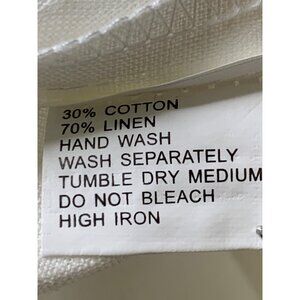 30% COTTON
70% LINEN
HAND WASH
WASH SEPARATELY
TUMBLE DRY MEDIUM
DO NOT BLEACH
HIGH IRON